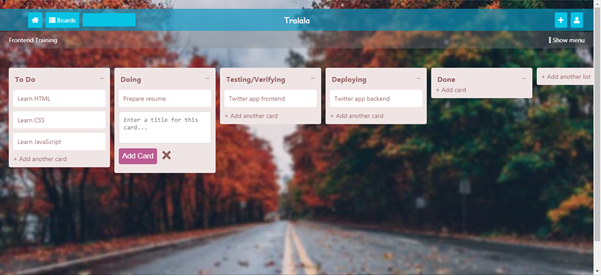 Boards
Tralala
Frontend Training
Show menu
To Do
Learn HTML
Learn CSS
Learn JavaScript
+ Add another card
Doing
Prepare resume
Enter a title for this
card...
Add Card
Testing/Verifying
Twitter app frontend
+ Add another card
Deploying
Twitter app backend
+ Add another card
Done
+ Add card
+ Add another list